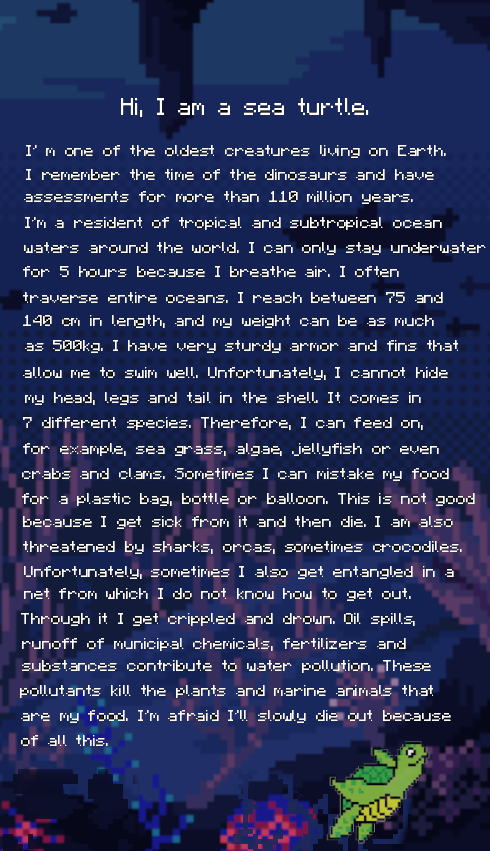 Hi, I am a sea turtle.
I' m one of the oldest creatures living on Earth.
I remember the time of the dinosaurs and have
assessments for more than 110 million years.
I'm a resident of tropical and subtropical ocean
waters around the world. I can only stay underwater
for 5 hours because I breathe air. I often
traverse entire oceans. I reach between 75 and
140 cm in length, and my weight can be as much
as 500kg. I have very sturdy armor and fins that
allow me to swim well. Unfortunately, I cannot hide
my head, legs and tail in the shell. It comes in
7 different species. Therefore, I can feed on,
for example, sea grass, algae, jellyfish or even
crabs and clams. Sometimes I can mistake my food
for a plastic bag, bottle or balloon. This is not good
because I get sick from it and then die. I am also
threatened by sharks, orcas, sometimes crocodiles.
Unfortunately, sometimes I also get entangled in a
net from which I do not know how to get out.
Through it I get crippled and drown. Oil spills,
runoff of municipal chemicals, fertilizers and
substances contribute to water pollution. These
pollutants kill the plants and marine animals that
are my food. I'm afraid I'll slowly die out because
of all this.